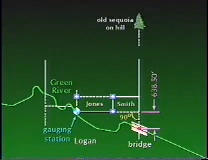 old sequoia
on hill
Green
River
Jones
Smith
638.50'
90°
gauging
station
Logan
bridge